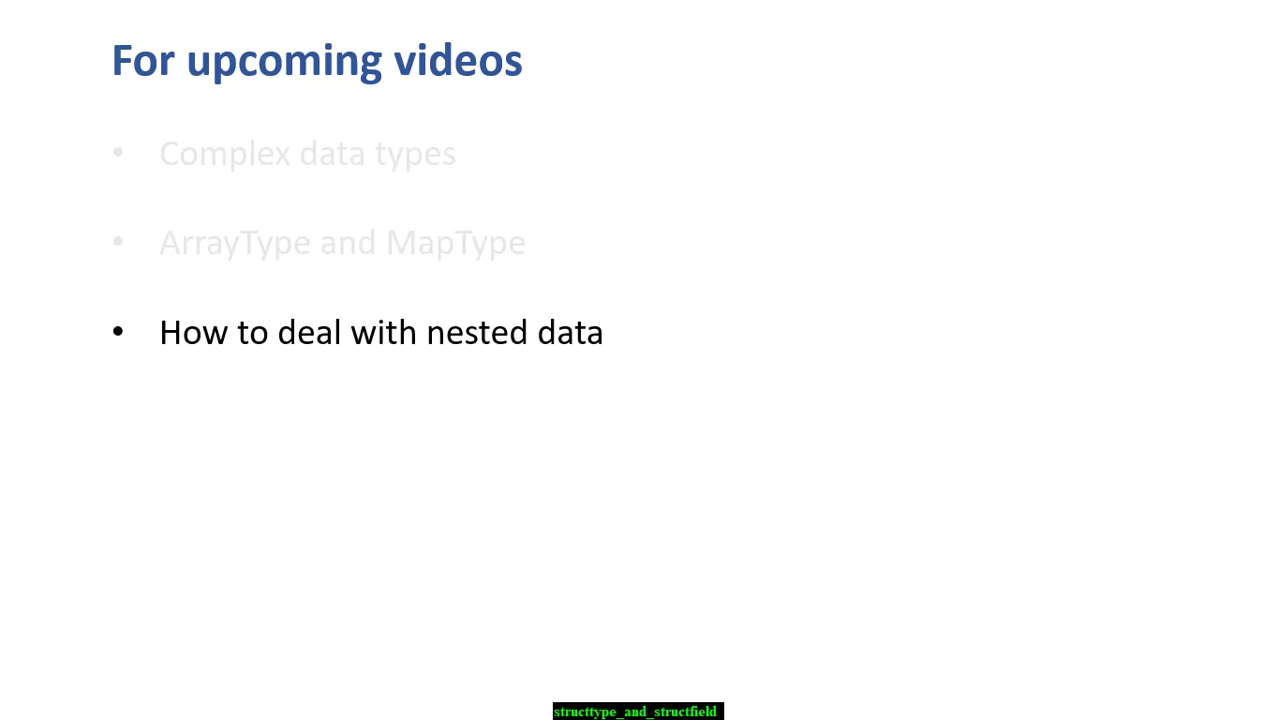 For upcoming videos
• Complex data types
• ArrayType and MapType
• How to deal with nested data
structtype_and_structfield